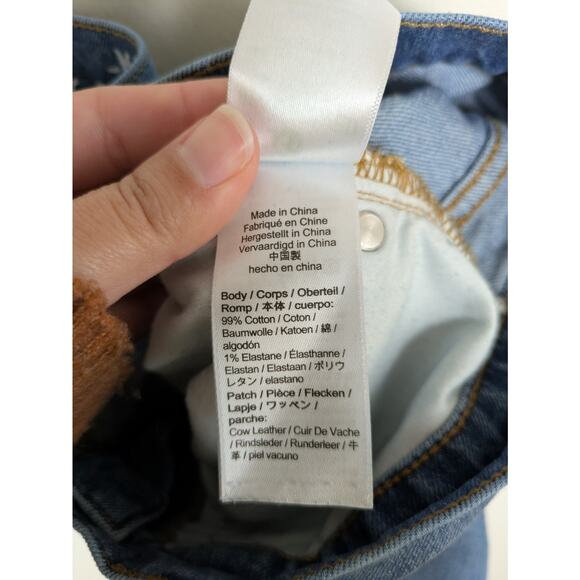 Made in China
Fabriqué en Chine
Hergestellt in China
Vervaardigd in China
中国製
hecho en china
Body / Corps / Oberteil /
Romp / 本体 / cuerpo:
99% Cotton / Coton /
Baumwolle / Katoen / 綿 /
algodón
1% Elastane / Élasthanne /
Elastan / Elastaan / ポリウ
レタン / elastano
Patch / Pièce / Flecken /
Lapje / ワッペン /
parche:
Cow Leather / Cuir De Vache
/ Rindsleder / Runderleer / 牛
革 / piel vacuno